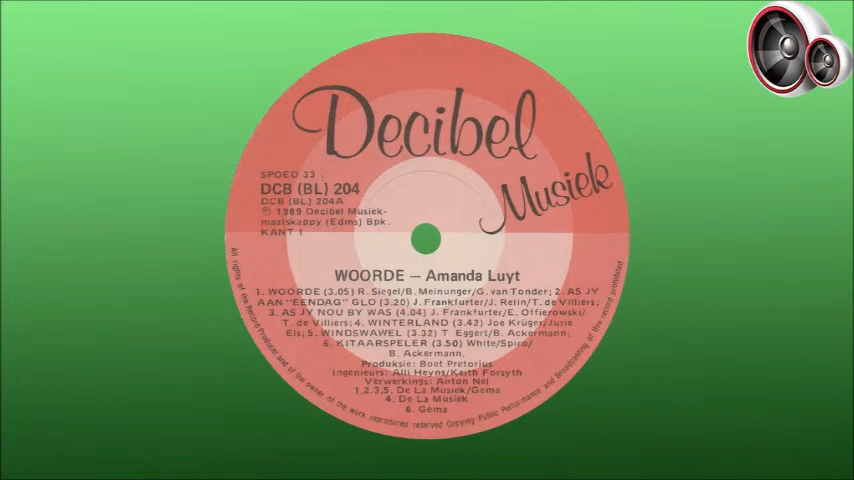 Decibel
Musiek
SPOED 33
DCB (BL) 204
DCB (BL) 204A
℗ 1989 Decibel Musiek-
maatskappy (Edms) Bpk.
KANT 1
WOORDE — Amanda Luyt
1. WOORDE (3.05) R. Siegel/B. Meinunger/G. van Tonder; 2. AS JY
AAN "EENDAG" GLO (3.20) J. Frankfurter/J. Relin/T. de Villiers;
3. AS JY NOU BY WAS (4.04) J. Frankfurter/E. Offierowski/
T. de Villiers; 4. WINTERLAND (3.42) Joe Krüger/Jurie
Els; 5. WINDSWAWEL (3.32) T Eggert/B. Ackermann;
6. KITAARSPELER (3.50) White/Spiro/
B. Ackermann.
Produksie: Boet Pretorius
Ingenieurs: Alli Heyns/Keith Forsyth
Verwerkings: Anton Nel
1,2,3,5, De La Musiek/Gema
4. De La Musiek
6. Gema
All rights of the Record Producer and of the owner of the work reproduced reserved Copying Public Performance and Broadcasting of this record prohibited